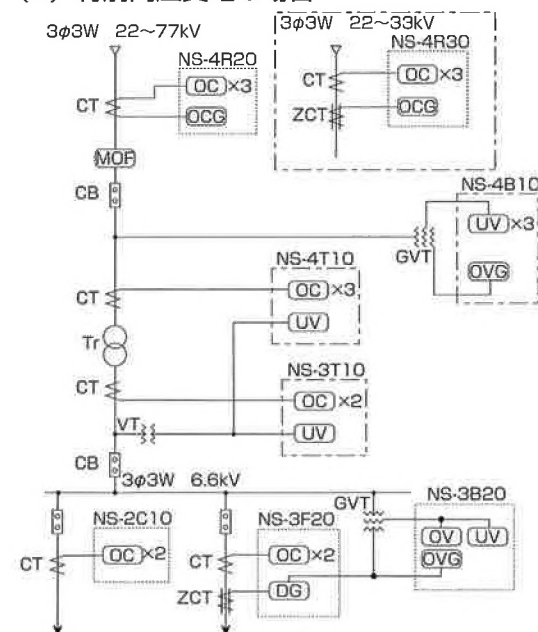 3φ3W 22～77kV
NS-4R20
CT
OC ×3
OCG
MOF
CB
3φ3W 22～33kV
NS-4R30
CT
OC ×3
ZCT
OCG
NS-4B10
UV ×3
GVT
OVG
NS-4T10
CT
OC ×3
UV
Tr
NS-3T10
CT
OC ×2
VT
UV
CB
3φ3W 6.6kV
GVT
NS-3B20
NS-2C10
NS-3F20
OV
UV
CT
OC ×2
CT
OC ×2
OVG
ZCT
DG